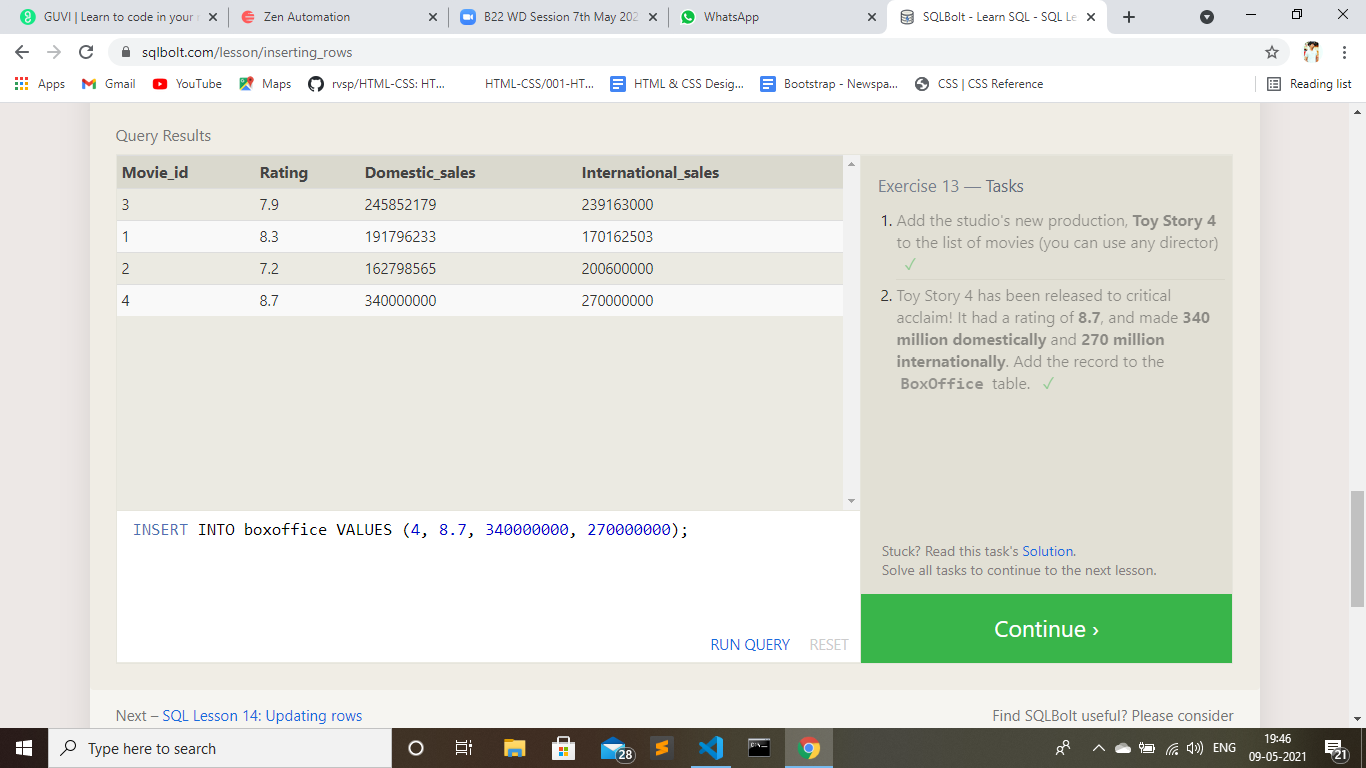 GUVI | Learn to code in your n
Zen Automation
B22 WD Session 7th May 202
WhatsApp
SQLBolt - Learn SQL - SQL Le
sqlbolt.com/lesson/inserting_rows
Apps
Gmail
YouTube
Maps
rvsp/HTML-CSS: HT...
HTML-CSS/001-HT...
HTML & CSS Desig...
Bootstrap - Newspa...
CSS | CSS Reference
Reading list
Query Results
Movie_id Rating Domestic_sales International_sales
3 7.9 245852179 239163000
1 8.3 191796233 170162503
2 7.2 162798565 200600000
4 8.7 340000000 270000000
INSERT INTO boxoffice VALUES (4, 8.7, 340000000, 270000000);
RUN QUERY RESET
Exercise 13 — Tasks
1. Add the studio's new production, Toy Story 4
to the list of movies (you can use any director)
✓
2. Toy Story 4 has been released to critical
acclaim! It had a rating of 8.7, and made 340
million domestically and 270 million
internationally. Add the record to the
BoxOffice table. ✓
Stuck? Read this task's Solution.
Solve all tasks to continue to the next lesson.
Continue ›
Next – SQL Lesson 14: Updating rows
Find SQLBolt useful? Please consider
Type here to search
28
ENG
19:46
09-05-2021
21